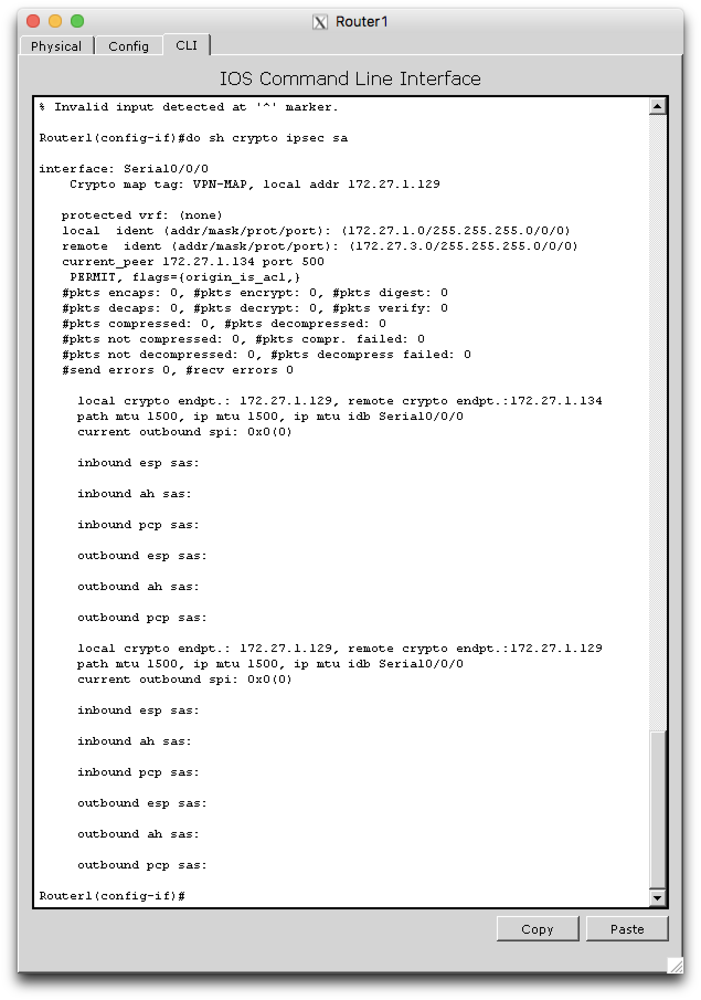 Router1
Physical
Config
CLI
IOS Command Line Interface
% Invalid input detected at '^' marker.
Router1(config-if)#do sh crypto ipsec sa
interface: Serial0/0/0
Crypto map tag: VPN-MAP, local addr 172.27.1.129
protected vrf: (none)
local  ident (addr/mask/prot/port): (172.27.1.0/255.255.255.0/0/0)
remote  ident (addr/mask/prot/port): (172.27.3.0/255.255.255.0/0/0)
current_peer 172.27.1.134 port 500
PERMIT, flags={origin_is_acl,}
#pkts encaps: 0, #pkts encrypt: 0, #pkts digest: 0
#pkts decaps: 0, #pkts decrypt: 0, #pkts verify: 0
#pkts compressed: 0, #pkts decompressed: 0
#pkts not compressed: 0, #pkts compr. failed: 0
#pkts not decompressed: 0, #pkts decompress failed: 0
#send errors 0, #recv errors 0
local crypto endpt.: 172.27.1.129, remote crypto endpt.:172.27.1.134
path mtu 1500, ip mtu 1500, ip mtu idb Serial0/0/0
current outbound spi: 0x0(0)
inbound esp sas:
inbound ah sas:
inbound pcp sas:
outbound esp sas:
outbound ah sas:
outbound pcp sas:
local crypto endpt.: 172.27.1.129, remote crypto endpt.:172.27.1.129
path mtu 1500, ip mtu 1500, ip mtu idb Serial0/0/0
current outbound spi: 0x0(0)
inbound esp sas:
inbound ah sas:
inbound pcp sas:
outbound esp sas:
outbound ah sas:
outbound pcp sas:
Router1(config-if)#
Copy
Paste